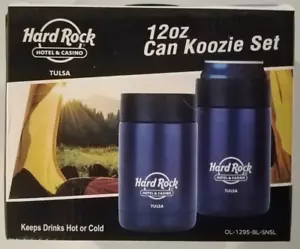 Hard Rock
HOTEL & CASINO
TULSA
12oz
Can Koozie Set
Hard Rock
HOTEL & CASINO
TULSA
Hard Rock
HOTEL & CASINO
TULSA
Keeps Drinks Hot or Cold
OL-1295-BL-SNSL